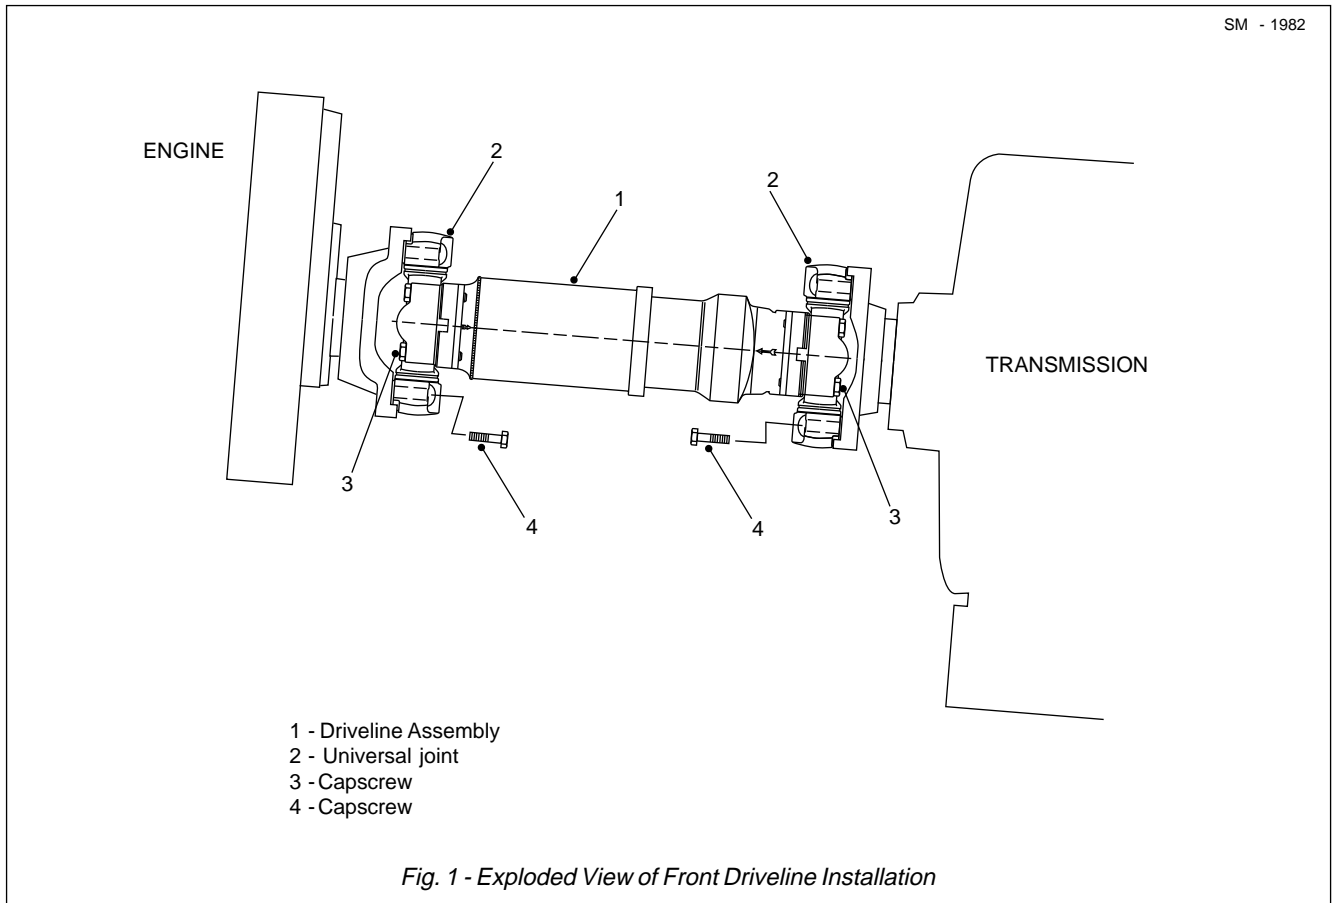 SM - 1982
ENGINE
2
1
2
TRANSMISSION
3
4
4
3
1 - Driveline Assembly
2 - Universal joint
3 - Capscrew
4 - Capscrew
Fig. 1 - Exploded View of Front Driveline Installation